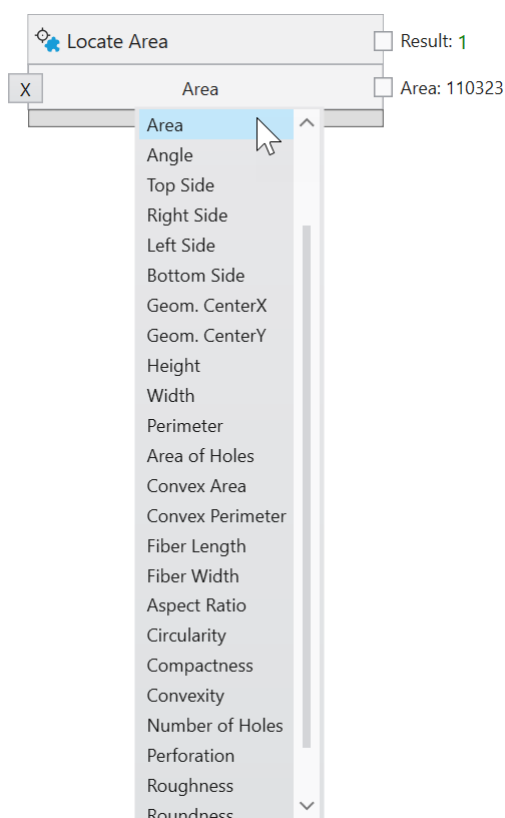 Locate Area
Result: 1
X
Area
Area: 110323
Area
Angle
Top Side
Right Side
Left Side
Bottom Side
Geom. CenterX
Geom. CenterY
Height
Width
Perimeter
Area of Holes
Convex Area
Convex Perimeter
Fiber Length
Fiber Width
Aspect Ratio
Circularity
Compactness
Convexity
Number of Holes
Perforation
Roughness
Roundness